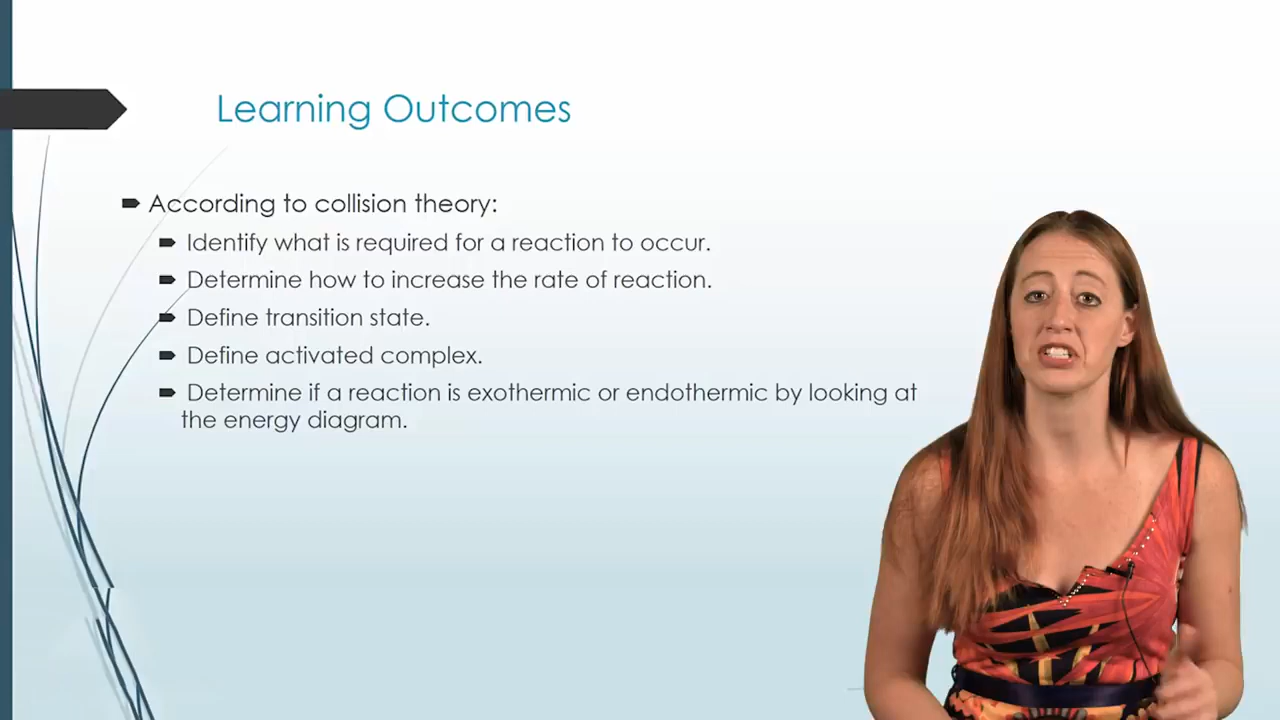 Learning Outcomes
According to collision theory:
Identify what is required for a reaction to occur.
Determine how to increase the rate of reaction.
Define transition state.
Define activated complex.
Determine if a reaction is exothermic or endothermic by looking at
the energy diagram.